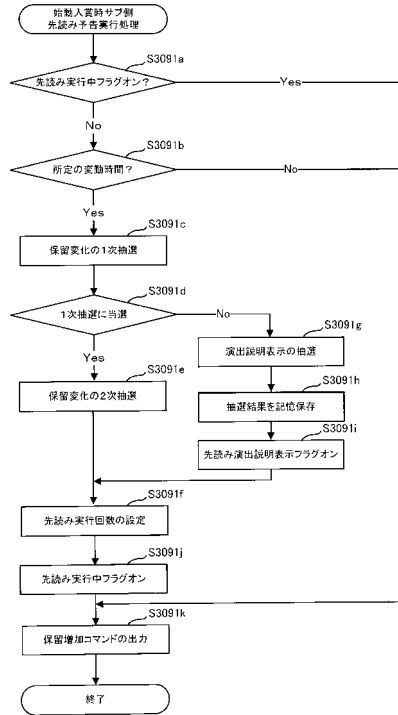 始動入賞時サブ側
先読み予告実行処理
S3091a
先読み実行中フラグオン？
Yes
No
S3091b
所定の変動時間？
No
Yes
S3091c
保留変化の1次抽選
S3091d
1次抽選に当選
No
Yes
S3091g
演出説明表示の抽選
S3091e
保留変化の2次抽選
S3091h
抽選結果を記憶保存
S3091i
先読み演出説明表示フラグオン
S3091f
先読み実行回数の設定
S3091j
先読み実行中フラグオン
S3091k
保留増加コマンドの出力
終了